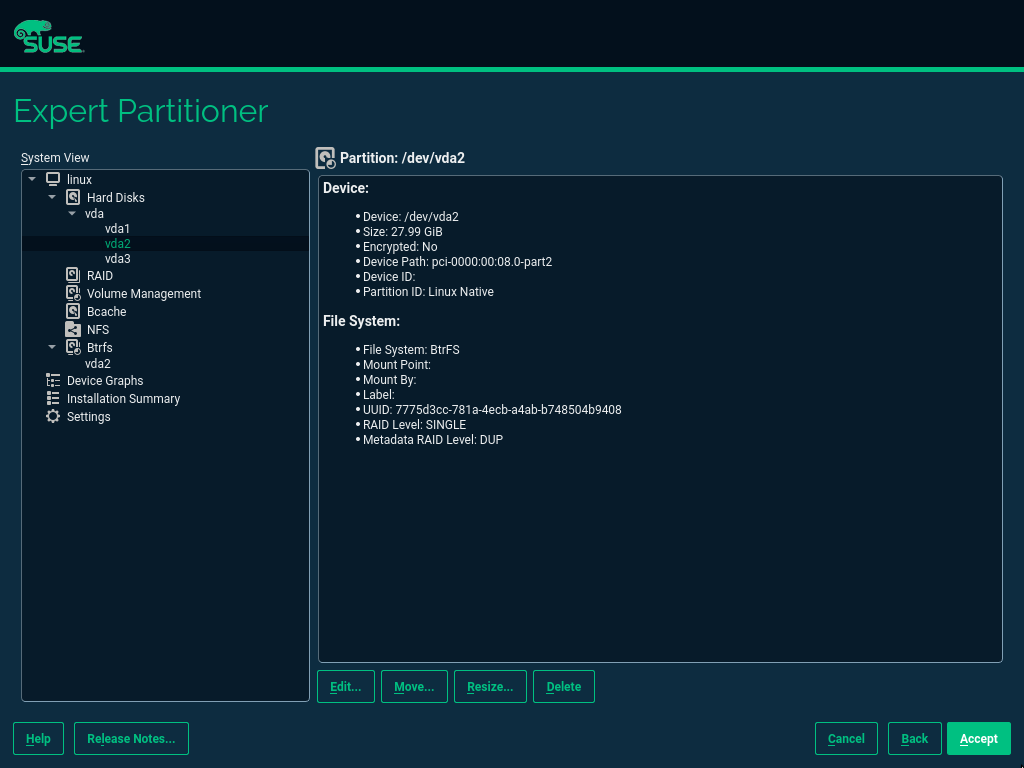 SUSE
Expert Partitioner
System View
linux
Hard Disks
vda
vda1
vda2
vda3
RAID
Volume Management
Bcache
NFS
Btrfs
vda2
Device Graphs
Installation Summary
Settings
Partition: /dev/vda2
Device:
• Device: /dev/vda2
• Size: 27.99 GiB
• Encrypted: No
• Device Path: pci-0000:00:08.0-part2
• Device ID:
• Partition ID: Linux Native
File System:
• File System: BtrFS
• Mount Point:
• Mount By:
• Label:
• UUID: 7775d3cc-781a-4ecb-a4ab-b748504b9408
• RAID Level: SINGLE
• Metadata RAID Level: DUP
Edit... Move... Resize... Delete
Help Release Notes... Cancel Back Accept